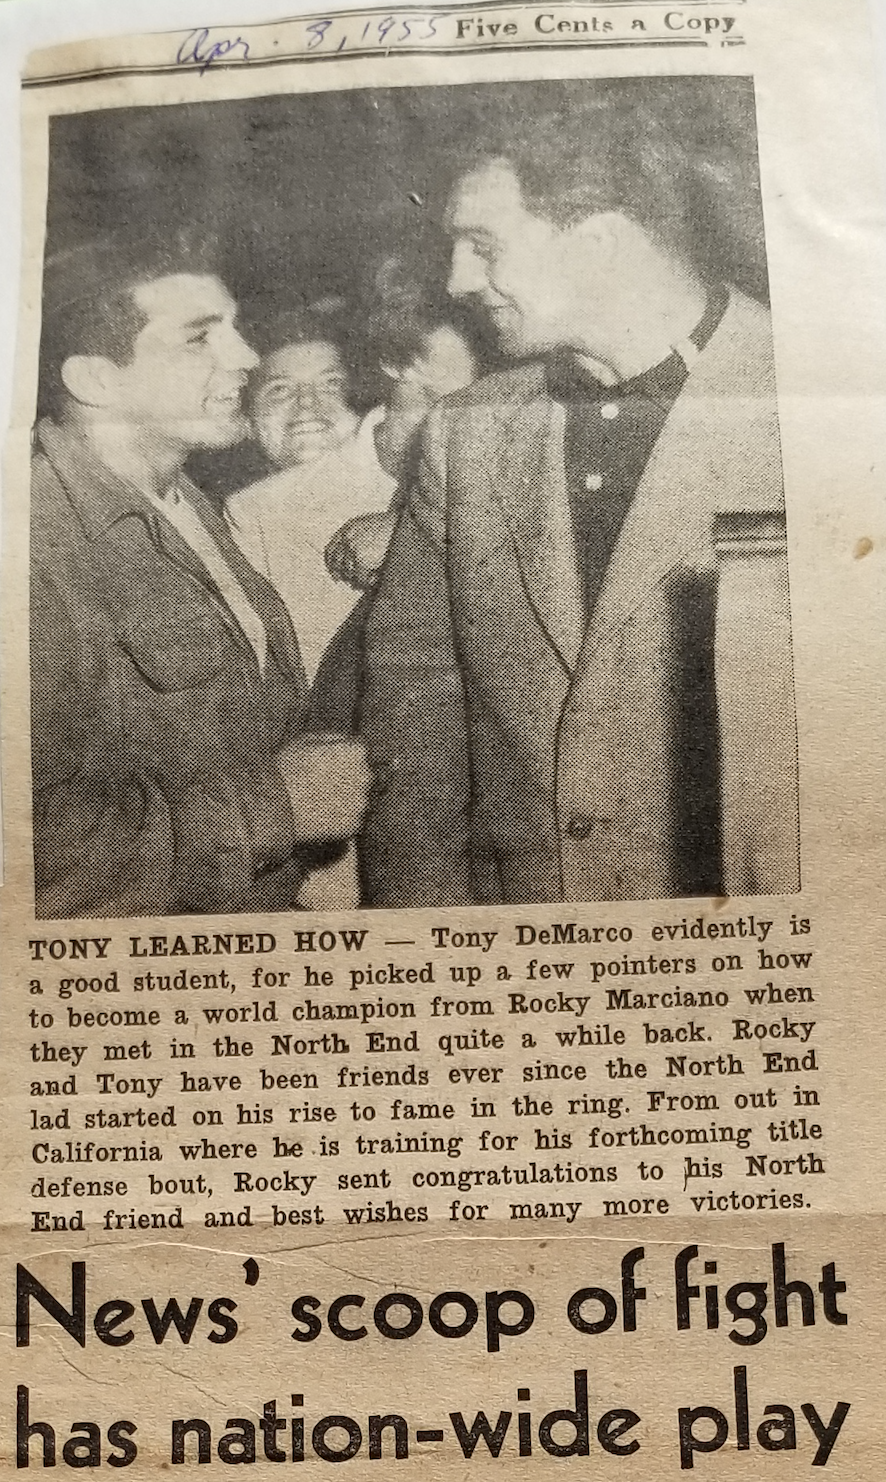 Apr. 8, 1955 Five Cents a Copy
TONY LEARNED HOW — Tony DeMarco evidently is
a good student, for he picked up a few pointers on how
to become a world champion from Rocky Marciano when
they met in the North End quite a while back. Rocky
and Tony have been friends ever since the North End
lad started on his rise to fame in the ring. From out in
California where he is training for his forthcoming title
defense bout, Rocky sent congratulations to his North
End friend and best wishes for many more victories.
News' scoop of fight
has nation-wide play